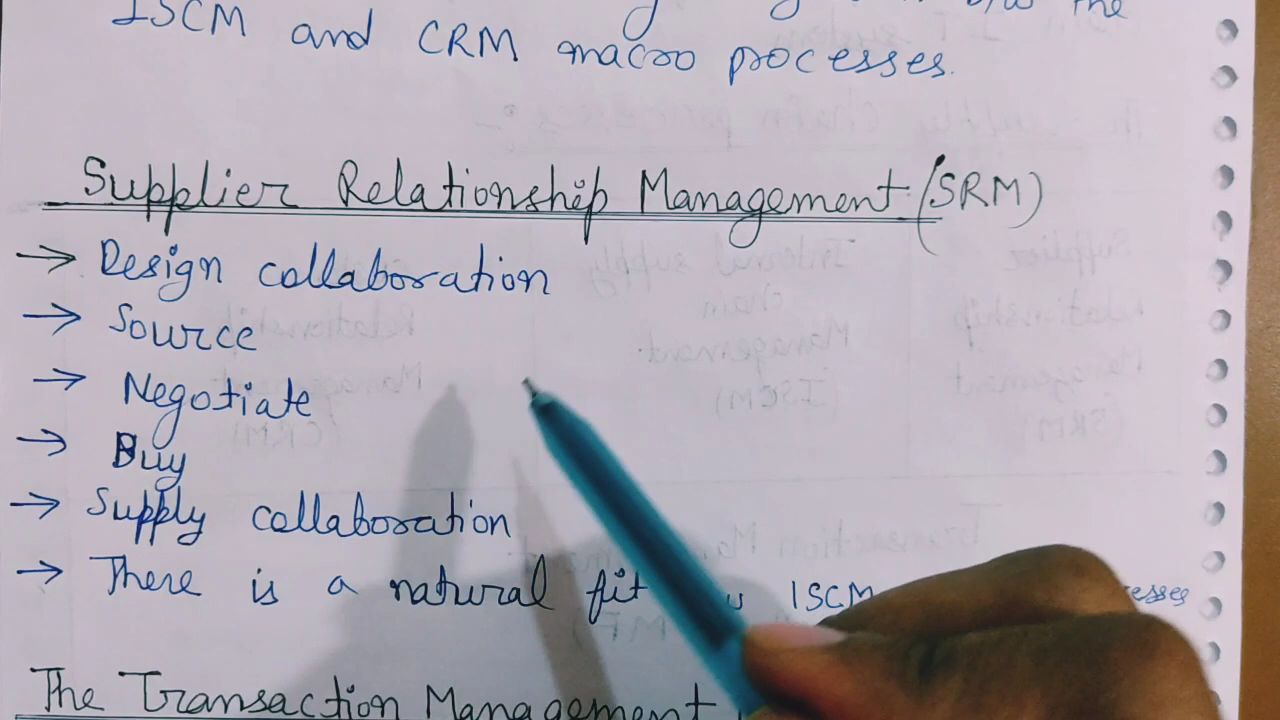 the
ISCM and CRM macro processes.
Supplier Relationship Management (SRM)
→ Design collaboration
→ Source
→ Negotiate
→ Buy
→ Supply collaboration
→ There is a natural fit ISCM
The Transaction Management